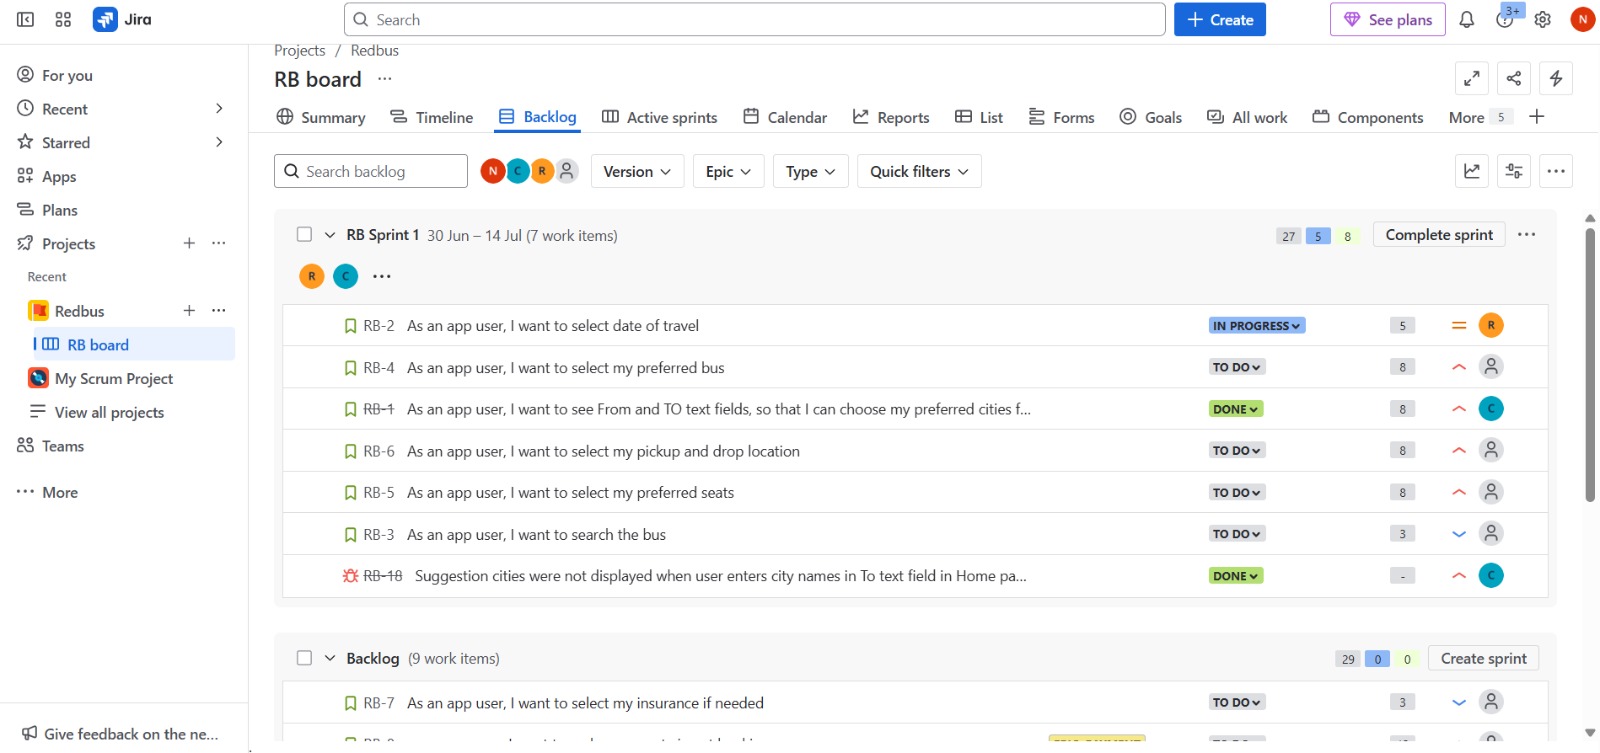 Jira
Search
Create
See plans
3+
N
For you
Recent
Starred
Apps
Plans
Projects
Recent
Redbus
RB board
My Scrum Project
View all projects
Teams
More
Give feedback on the ne...
Projects / Redbus
RB board
Summary Timeline Backlog Active sprints Calendar Reports List Forms Goals All work Components More 5
Search backlog N C R Version Epic Type Quick filters
RB Sprint 1 30 Jun – 14 Jul (7 work items) 27 5 8 Complete sprint
R C
RB-2 As an app user, I want to select date of travel IN PROGRESS 5 R
RB-4 As an app user, I want to select my preferred bus TO DO 8
RB-1 As an app user, I want to see From and TO text fields, so that I can choose my preferred cities f... DONE 8 C
RB-6 As an app user, I want to select my pickup and drop location TO DO 8
RB-5 As an app user, I want to select my preferred seats TO DO 8
RB-3 As an app user, I want to search the bus TO DO 3
RB-18 Suggestion cities were not displayed when user enters city names in To text field in Home pa... DONE - C
Backlog (9 work items) 29 0 0 Create sprint
RB-7 As an app user, I want to select my insurance if needed TO DO 3